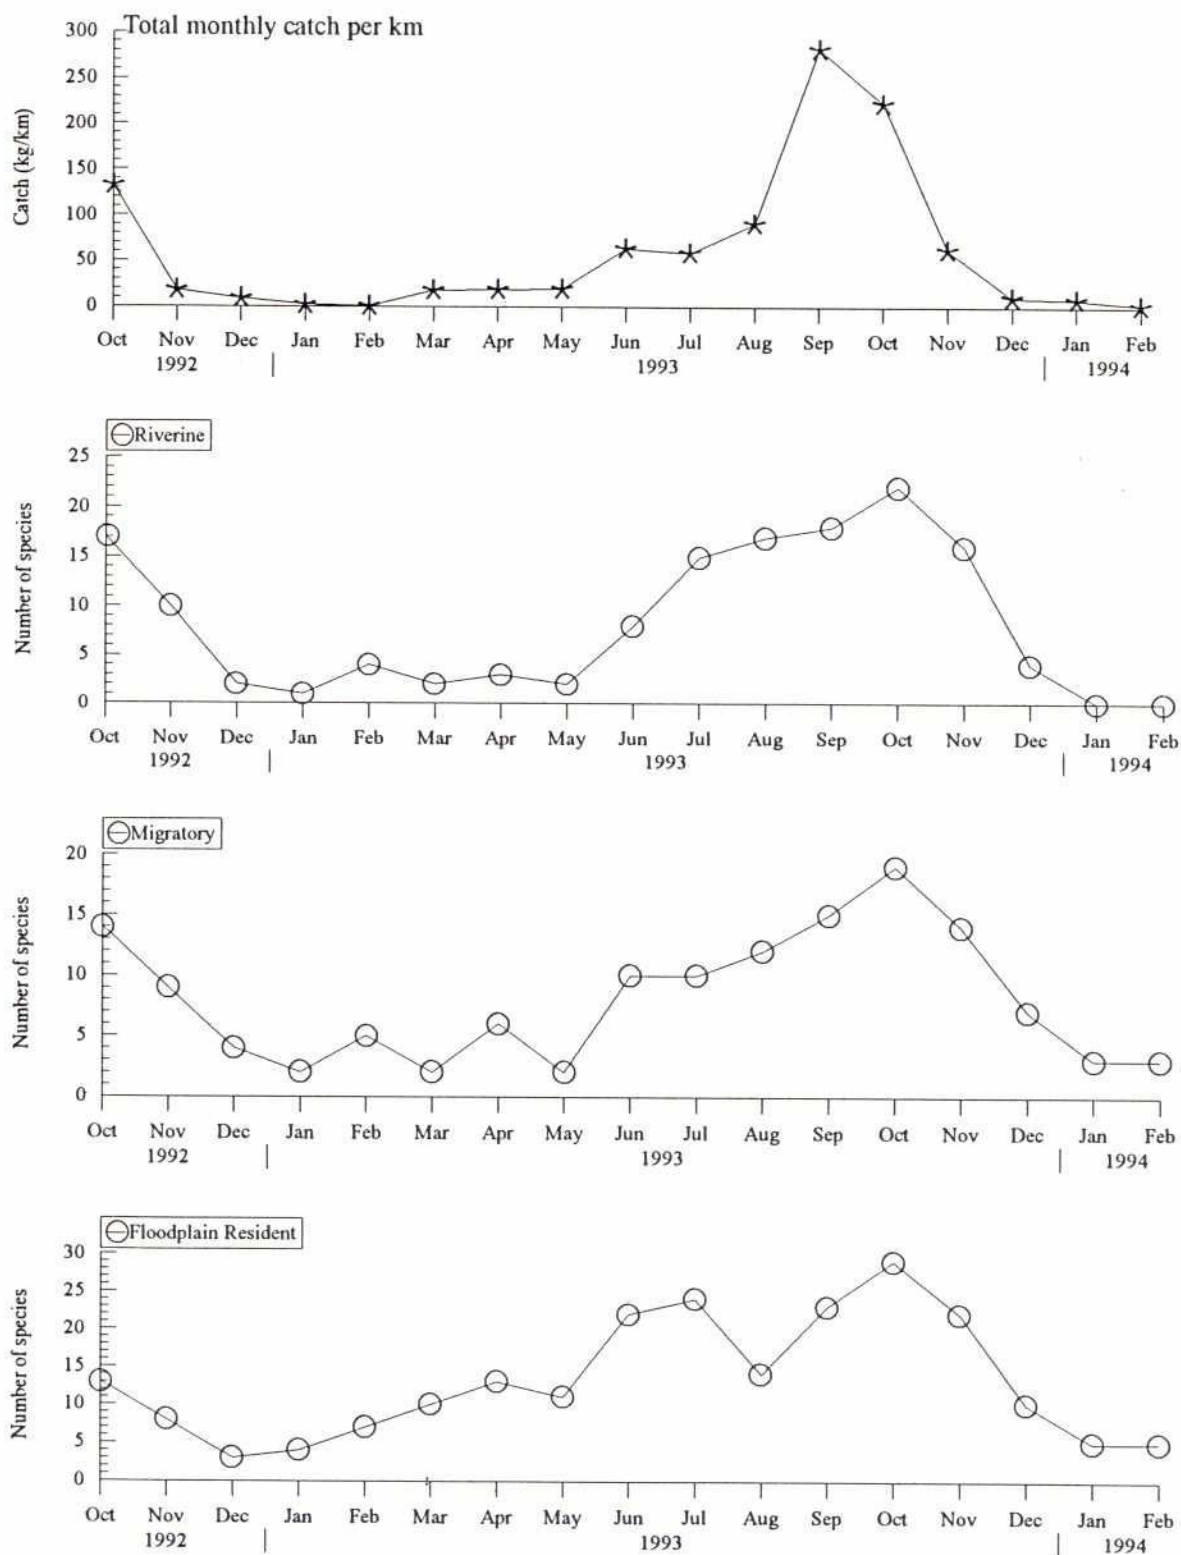 Total monthly catch per km
300
250
200
150
100
50
0
Catch (kg/km)
Oct Nov Dec Jan Feb Mar Apr May Jun Jul Aug Sep Oct Nov Dec Jan Feb
1992 | 1993 | 1994
Riverine
25
20
15
10
5
0
Number of species
Oct Nov Dec Jan Feb Mar Apr May Jun Jul Aug Sep Oct Nov Dec Jan Feb
1992 | 1993 | 1994
Migratory
20
15
10
5
0
Number of species
Oct Nov Dec Jan Feb Mar Apr May Jun Jul Aug Sep Oct Nov Dec Jan Feb
1992 | 1993 | 1994
Floodplain Resident
30
25
20
15
10
5
0
Number of species
Oct Nov Dec Jan Feb Mar Apr May Jun Jul Aug Sep Oct Nov Dec Jan Feb
1992 | 1993 | 1994